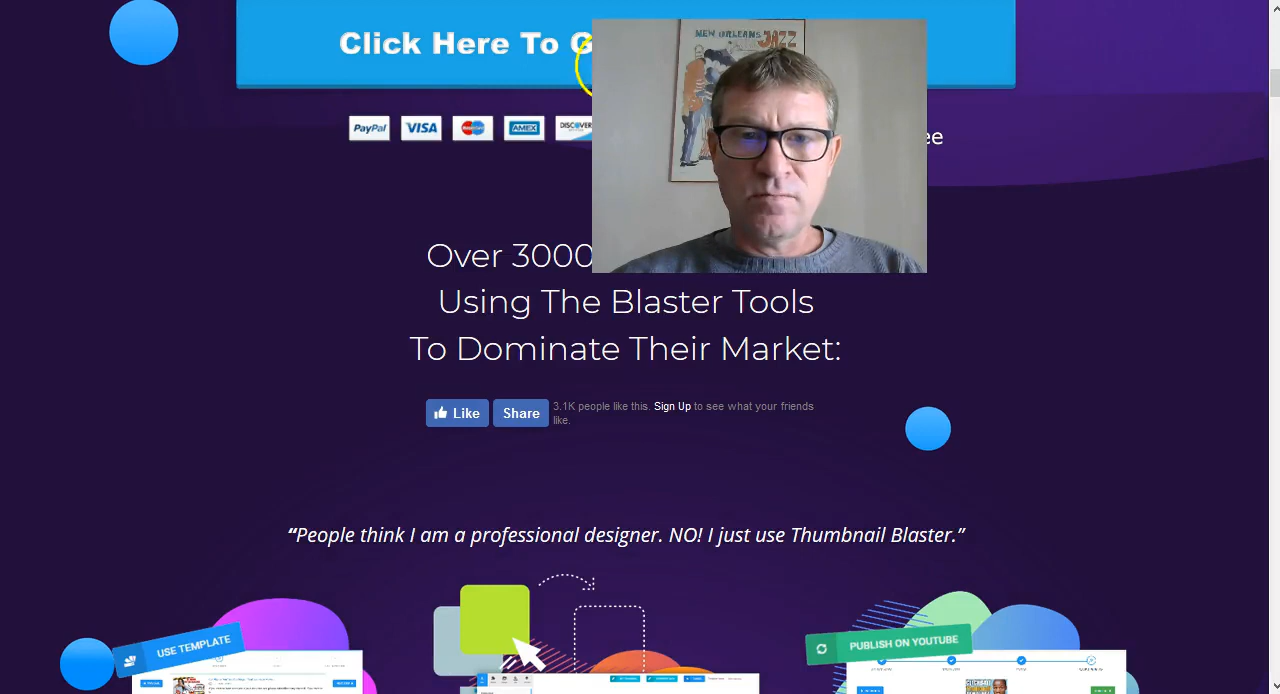 Click Here To
NEW ORLEANS JAZZ
PayPal VISA MasterCard AMEX DISCOVER
ee
Over 3000
Using The Blaster Tools
To Dominate Their Market:
Like Share 3.1K people like this. Sign Up to see what your friends
like.
“People think I am a professional designer. NO! I just use Thumbnail Blaster.”
USE TEMPLATE
PUBLISH ON YOUTUBE